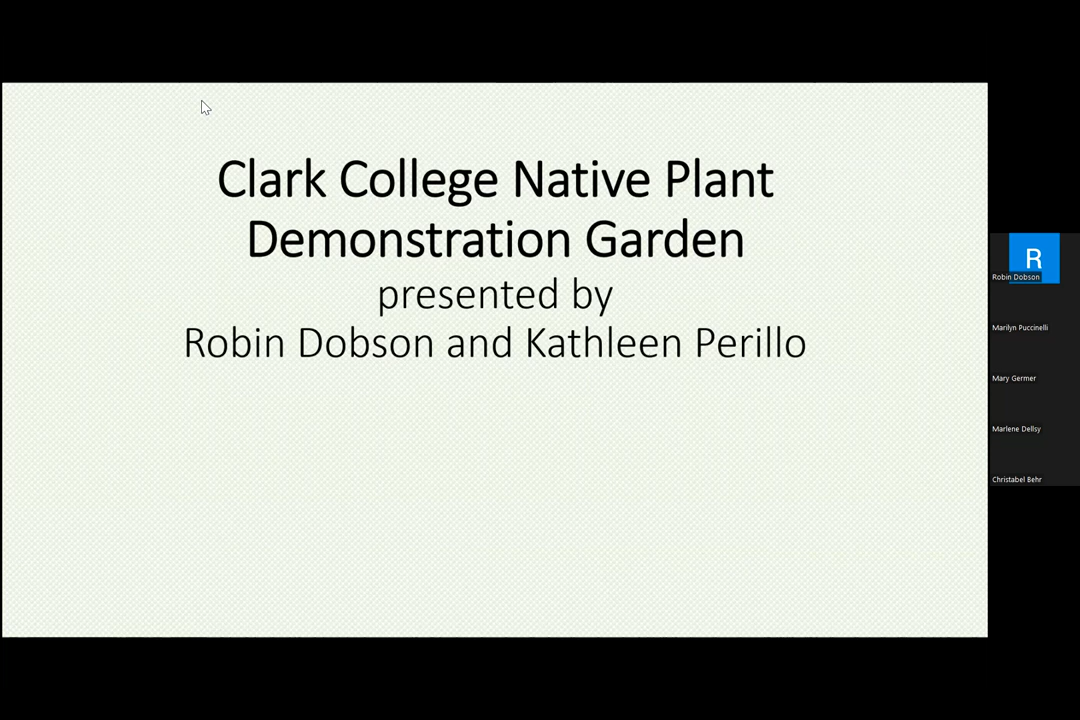 Clark College Native Plant
Demonstration Garden
presented by
Robin Dobson and Kathleen Perillo
R
Robin Dobson
Marilyn Puccinelli
Mary Germer
Marlene Dellsy
Christabel Behr